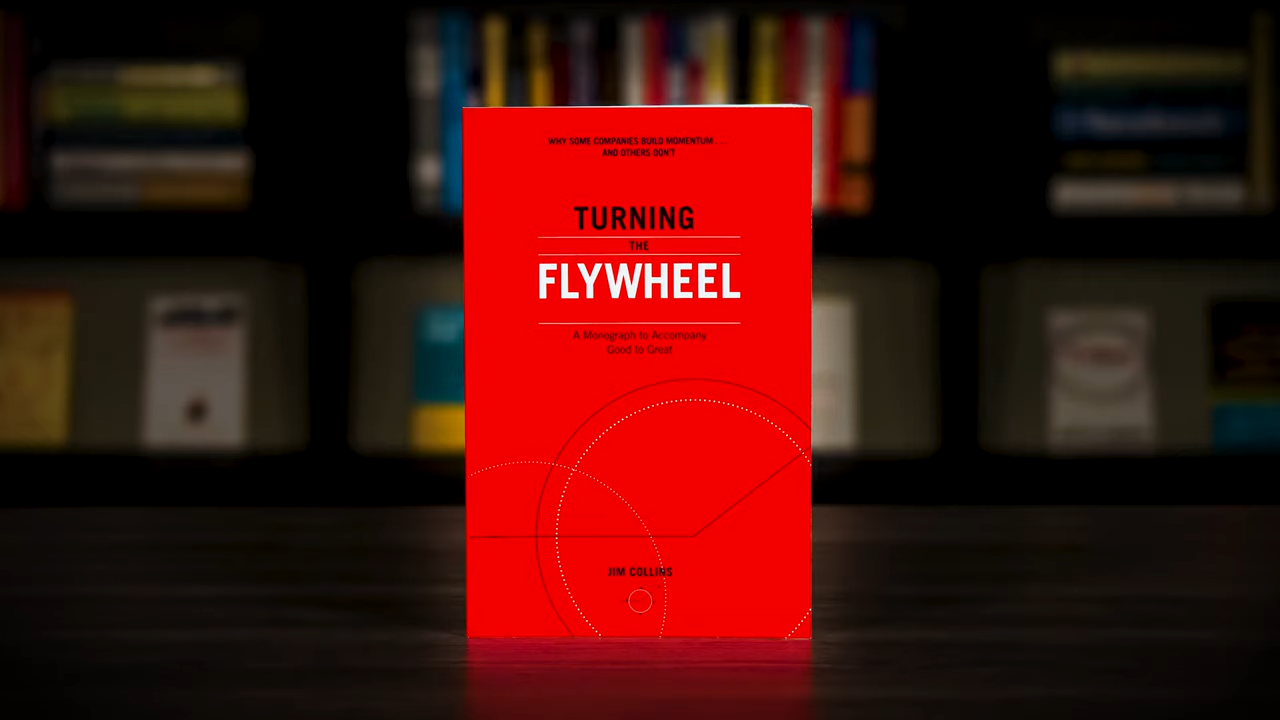 WHY SOME COMPANIES BUILD MOMENTUM...
AND OTHERS DON'T
TURNING
THE
FLYWHEEL
A Monograph to Accompany
Good to Great
JIM COLLINS